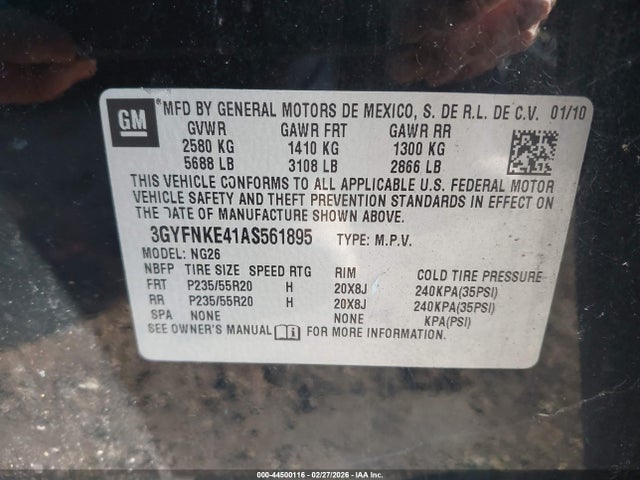 GM ®MFD BY GENERAL MOTORS DE MEXICO, S. DE R.L. DE C.V. 01/10
GVWR GAWR FRT GAWR RR
2580 KG 1410 KG 1300 KG
5688 LB 3108 LB 2866 LB
THIS VEHICLE CONFORMS TO ALL APPLICABLE U.S. FEDERAL MOTOR
VEHICLE SAFETY AND THEFT PREVENTION STANDARDS IN EFFECT ON
THE DATE OF MANUFACTURE SHOWN ABOVE.
3GYFNKE41AS561895 TYPE: M.P.V.
MODEL: NG26
NBFP TIRE SIZE SPEED RTG RIM COLD TIRE PRESSURE
FRT P235/55R20 H 20X8J 240KPA(35PSI)
RR P235/55R20 H 20X8J 240KPA(35PSI)
SPA NONE NONE KPA(PSI)
SEE OWNER'S MANUAL FOR MORE INFORMATION.
000-44500116 - 02/27/2026 - IAA Inc.